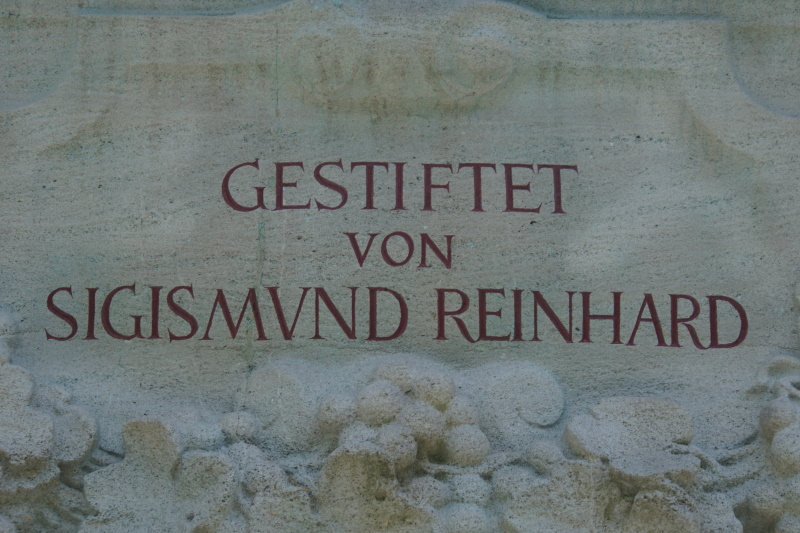 GESTIFTET
VON
SIGISMVND REINHARD